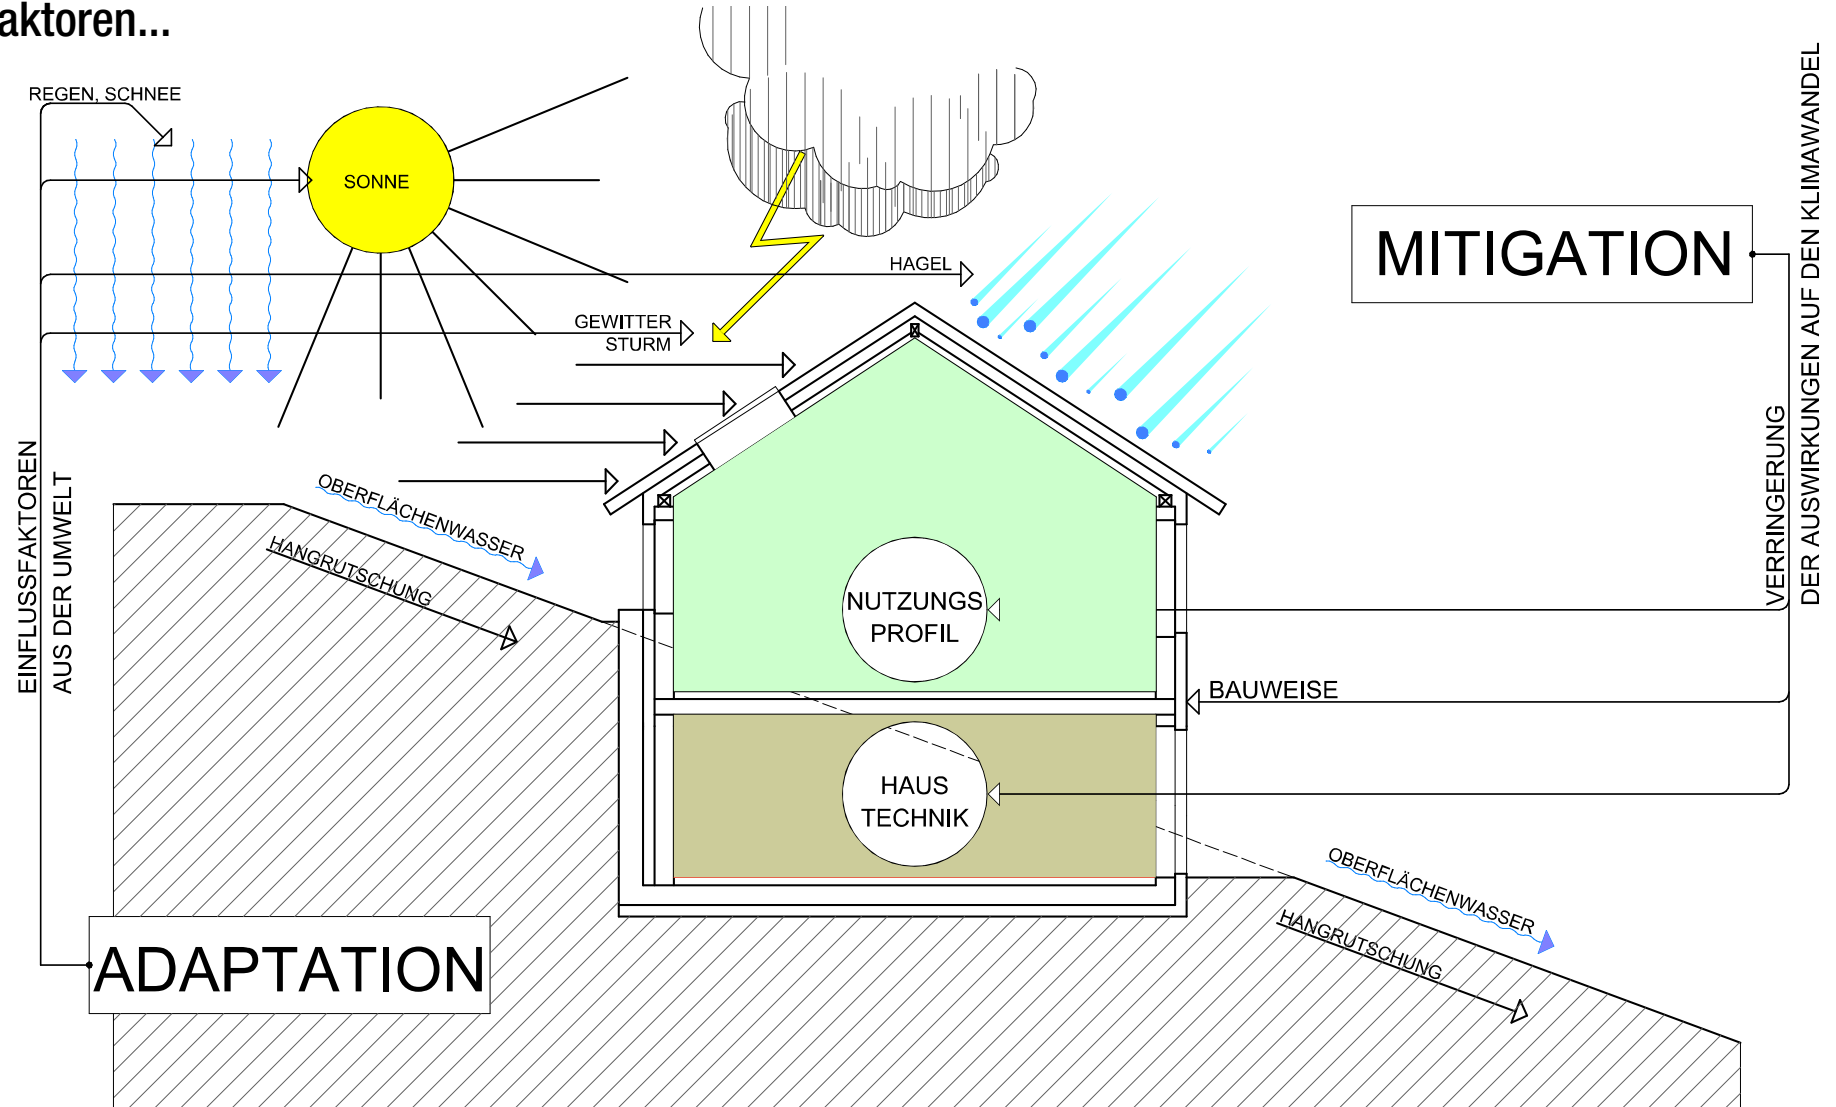 aktoren...
REGEN, SCHNEE
SONNE
HAGEL
GEWITTER
STURM
MITIGATION
VERRINGERUNG
DER AUSWIRKUNGEN AUF DEN KLIMAWANDEL
EINFLUSSFAKTOREN
AUS DER UMWELT
OBERFLÄCHENWASSER
HANGRUTSCHUNG
NUTZUNGS
PROFIL
BAUWEISE
HAUS
TECHNIK
OBERFLÄCHENWASSER
HANGRUTSCHUNG
ADAPTATION